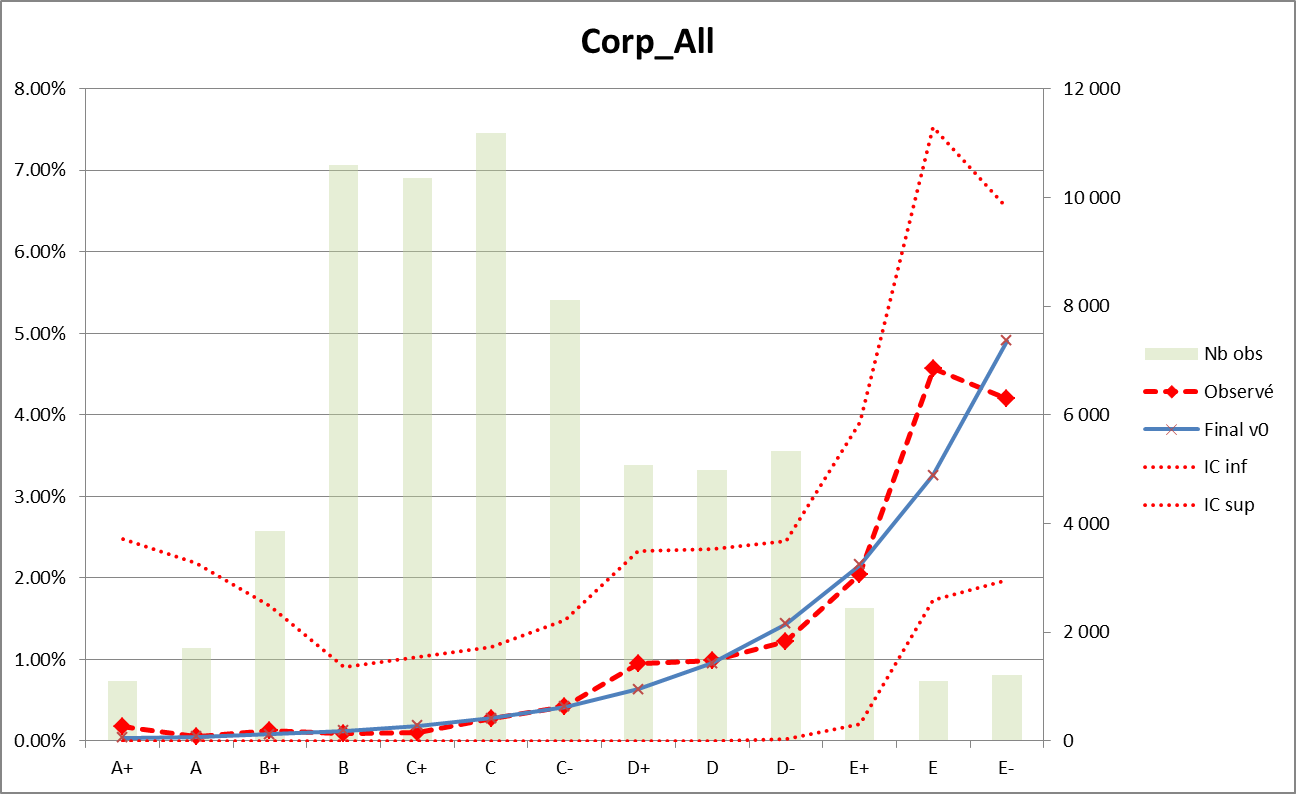 Corp_All
8.00%
7.00%
6.00%
5.00%
4.00%
3.00%
2.00%
1.00%
0.00%
12 000
10 000
8 000
6 000
4 000
2 000
0
A+ A B+ B C+ C C- D+ D D- E+ E E-
Nb obs
Observé
Final v0
IC inf
IC sup